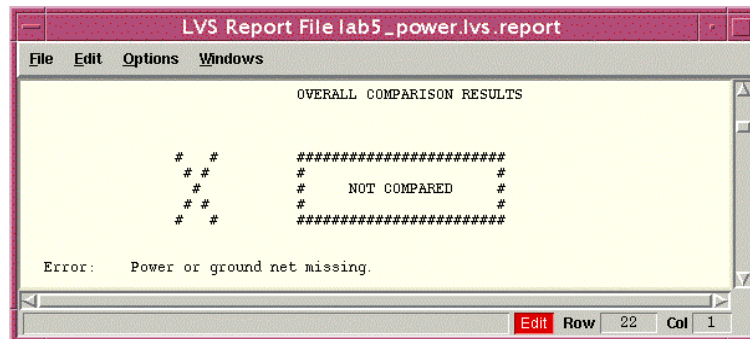 LVS Report File lab5_power.lvs.report
File Edit Options Windows
OVERALL COMPARISON RESULTS
# # ########################
# # # #
# # NOT COMPARED #
# # # #
# # ########################
Error: Power or ground net missing.
Edit Row 22 Col 1